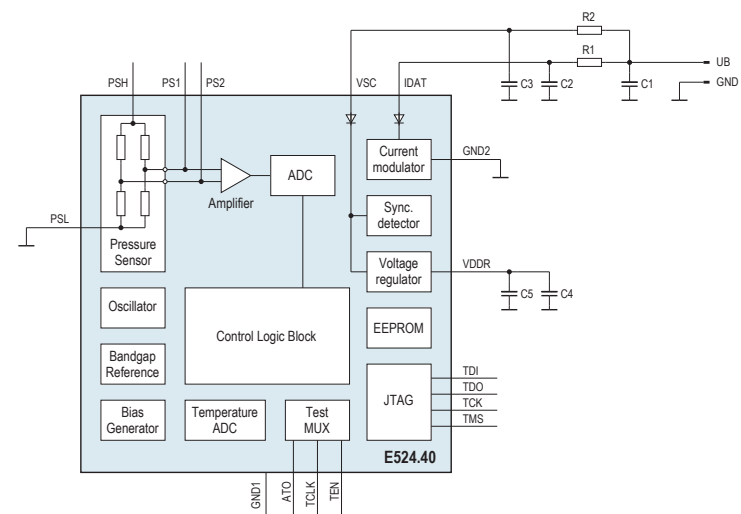 R2
R1
UB
GND
PSH
PS1
PS2
VSC
IDAT
C3
C2
C1
Current
modulator
GND2
ADC
Amplifier
Sync.
detector
PSL
Pressure
Sensor
Voltage
regulator
VDDR
C5
C4
Oscillator
Control Logic Block
EEPROM
Bandgap
Reference
JTAG
TDI
TDO
TCK
TMS
Bias
Generator
Temperature
ADC
Test
MUX
E524.40
GND1
ATO
TCLK
TEN